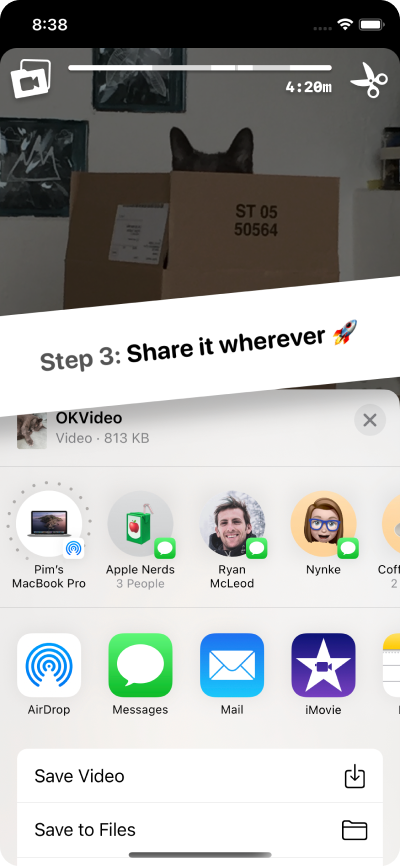 8:38
4:20m
ST 05
50564
Step 3: Share it wherever 🚀
OKVideo
Video · 813 KB
Pim's
MacBook Pro
Apple Nerds
3 People
Ryan
McLeod
Nynke
Coff
2
AirDrop
Messages
Mail
iMovie
Save Video
Save to Files